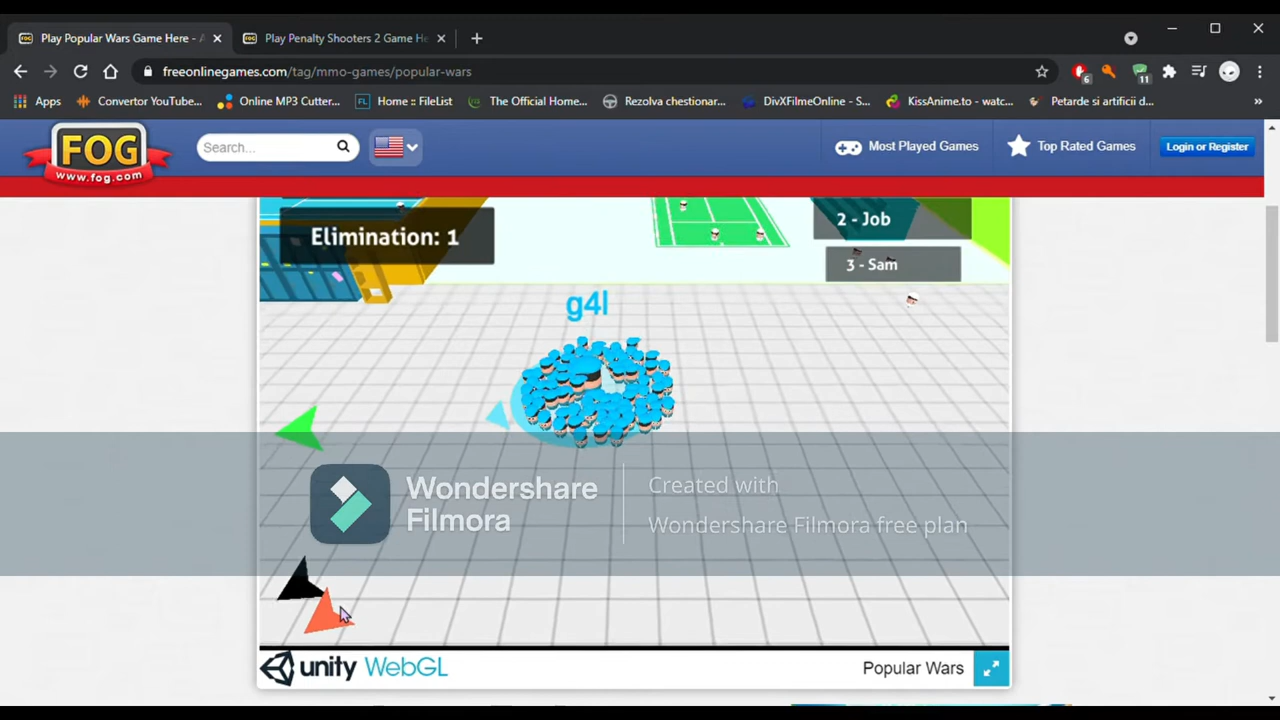 Play Popular Wars Game Here - A
Play Penalty Shooters 2 Game He
freeonlinegames.com/tag/mmo-games/popular-wars
6
11
Apps
Convertor YouTube...
Online MP3 Cutter...
FL
Home :: FileList
The Official Home...
Rezolva chestionar...
DivXFilmeOnline - S...
KissAnime.to - watc...
Petarde si artificii d...
FOG
www.fog.com
Search...
Most Played Games
Top Rated Games
Login or Register
Elimination: 1
2 - Job
3 - Sam
g4l
Wondershare
Filmora
Created with
Wondershare Filmora free plan
unity WebGL
Popular Wars